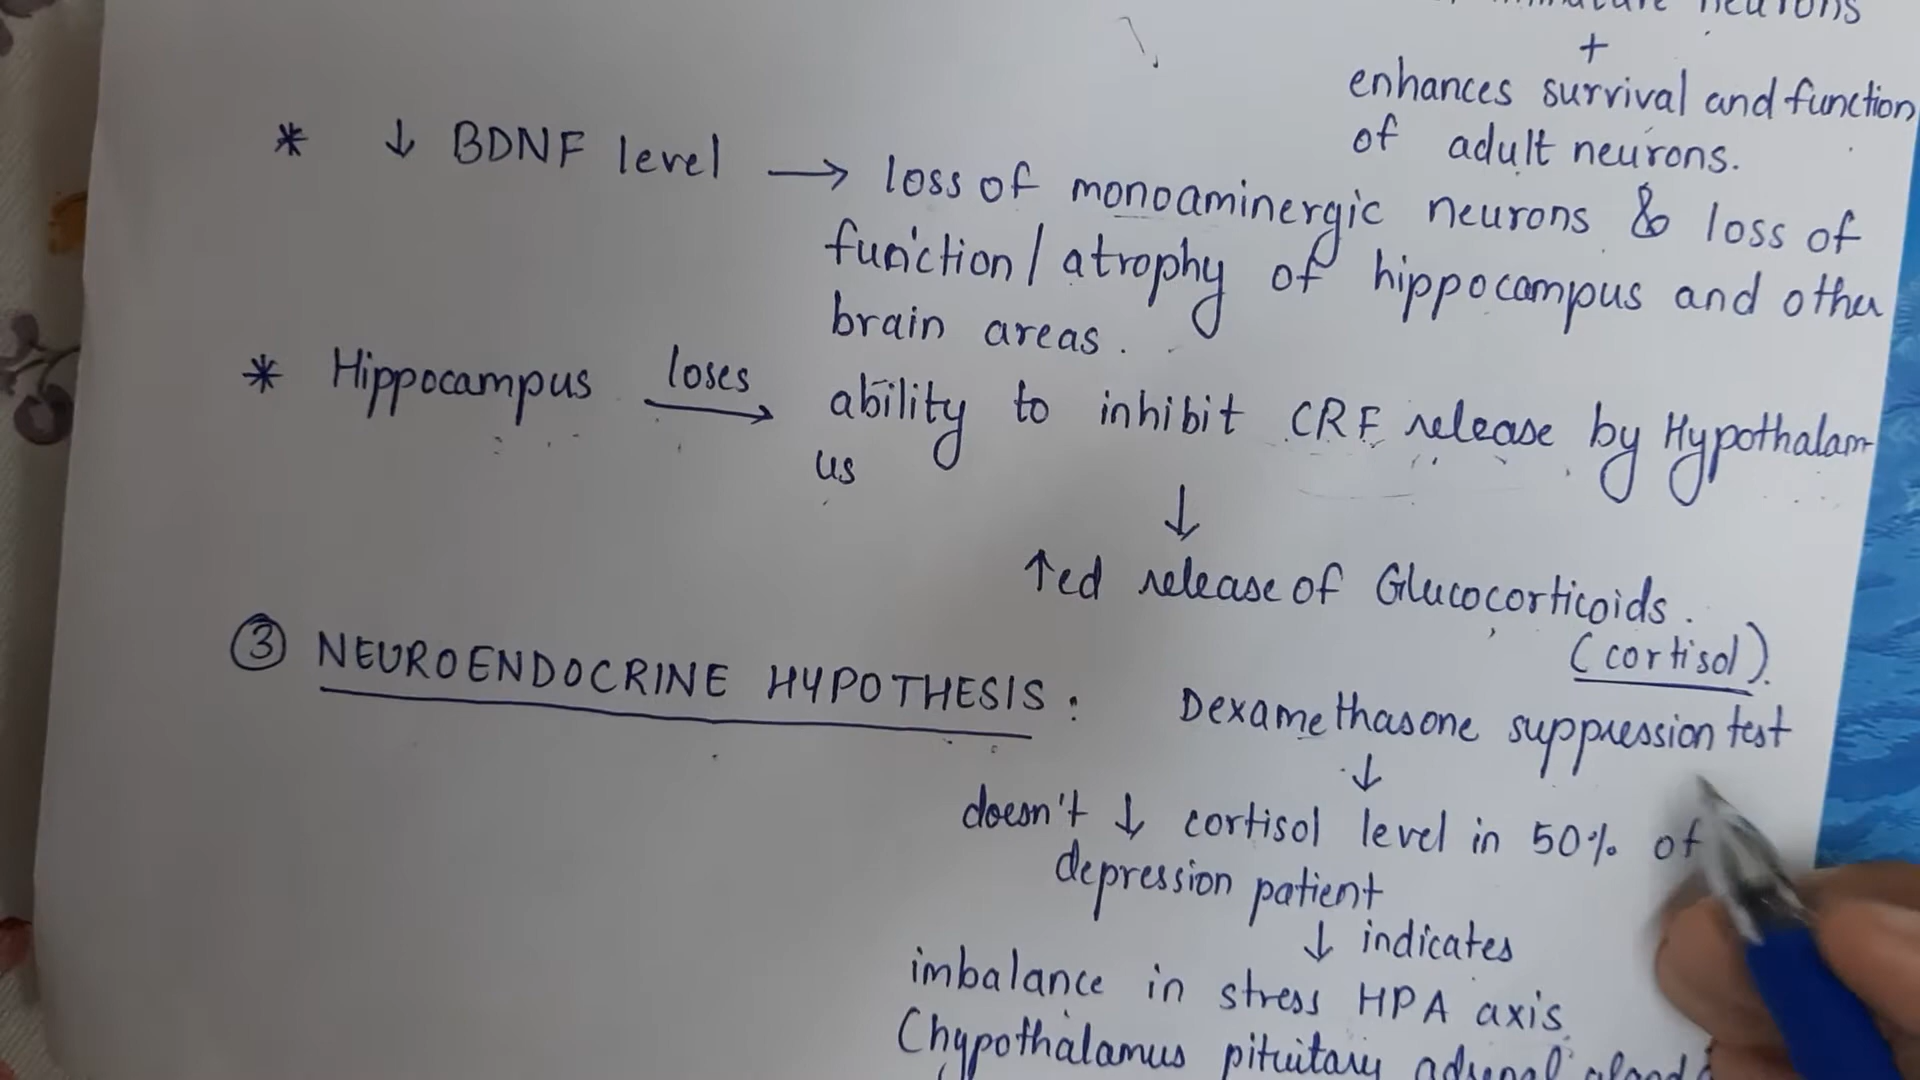 neurons
+
enhances survival and function
of adult neurons.
* ↓ BDNF level → loss of monoaminergic neurons & loss of
function / atrophy of hippocampus and other
brain areas.
* Hippocampus loses → ability to inhibit CRF release by Hypothalam-
us
↓
↑ed release of Glucocorticoids.
(cortisol).
③ NEUROENDOCRINE HYPOTHESIS : Dexamethasone suppression test
↓
doesn't ↓ cortisol level in 50% of
depression patient
↓ indicates
imbalance in stress HPA axis
(hypothalamus pituitary adrenal gland